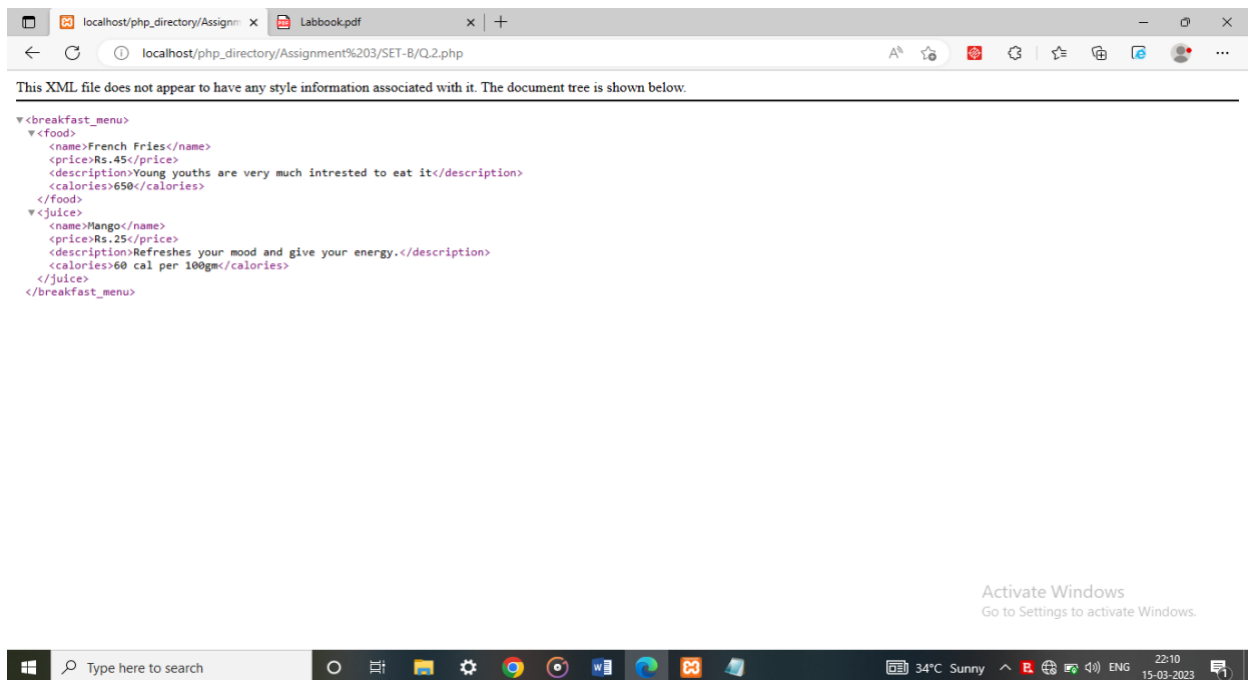 localhost/php_directory/Assignm
Labbook.pdf
localhost/php_directory/Assignment%203/SET-B/Q.2.php
This XML file does not appear to have any style information associated with it. The document tree is shown below.
▼<breakfast_menu>
▼<food>
<name>French Fries</name>
<price>Rs.45</price>
<description>Young youths are very much intrested to eat it</description>
<calories>650</calories>
</food>
▼<juice>
<name>Mango</name>
<price>Rs.25</price>
<description>Refreshes your mood and give your energy.</description>
<calories>60 cal per 100gm</calories>
</juice>
</breakfast_menu>
Activate Windows
Go to Settings to activate Windows.
Type here to search
34°C Sunny
ENG
22:10
15-03-2023